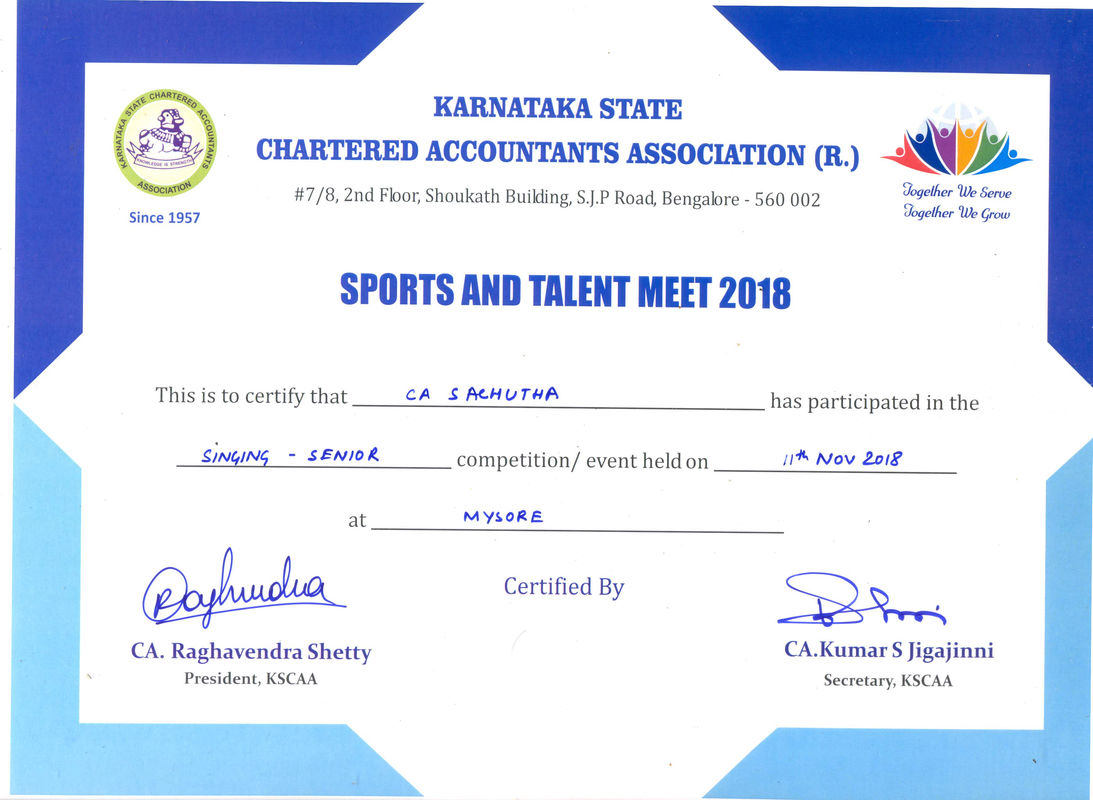 KARNATAKA STATE
CHARTERED ACCOUNTANTS ASSOCIATION (R.)
#7/8, 2nd Floor, Shoukath Building, S.J.P Road, Bengalore - 560 002
KARNATAKA STATE CHARTERED ACCOUNTANTS
KNOWLEDGE IS STRENGTH
ASSOCIATION
Since 1957
Together We Serve
Together We Grow
SPORTS AND TALENT MEET 2018
This is to certify that CA S ACHUTHA has participated in the
SINGING - SENIOR competition/ event held on 11th NOV 2018
at MYSORE
Certified By
CA. Raghavendra Shetty
President, KSCAA
CA.Kumar S Jigajinni
Secretary, KSCAA